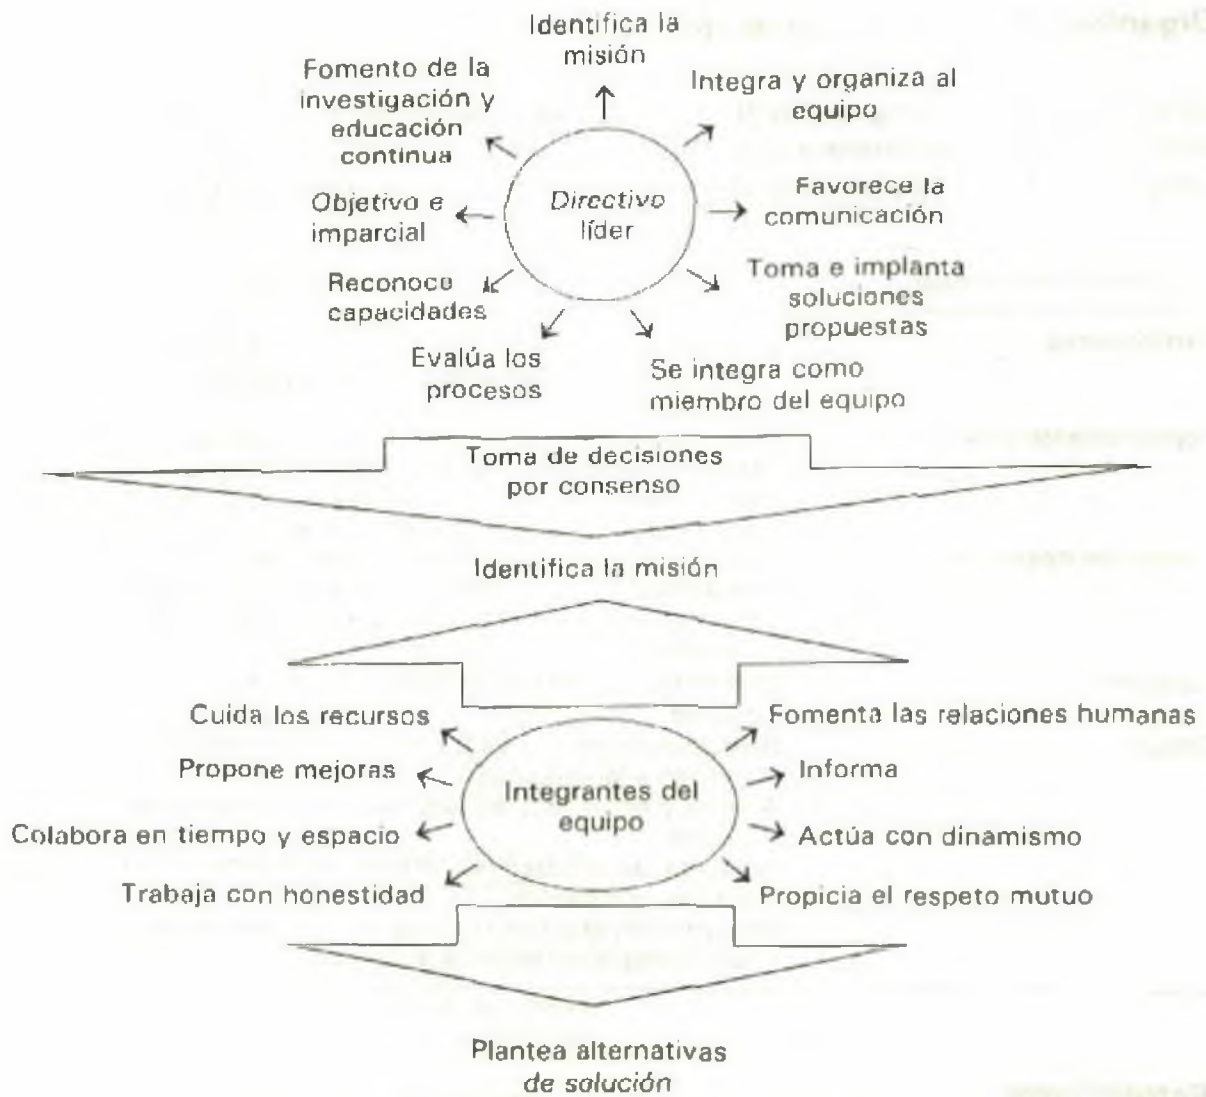 Identifica la
misión
Fomento de la
investigación y
educación
continua
Integra y organiza al
equipo
Objetivo e
imparcial
Directivo
líder
Favorece la
comunicación
Reconoce
capacidades
Toma e implanta
soluciones
propuestas
Evalúa los
procesos
Se integra como
miembro del equipo
Toma de decisiones
por consenso
Identifica la misión
Cuida los recursos
Fomenta las relaciones humanas
Propone mejoras
Informa
Integrantes del
equipo
Colabora en tiempo y espacio
Actúa con dinamismo
Trabaja con honestidad
Propicia el respeto mutuo
Plantea alternativas
de solución